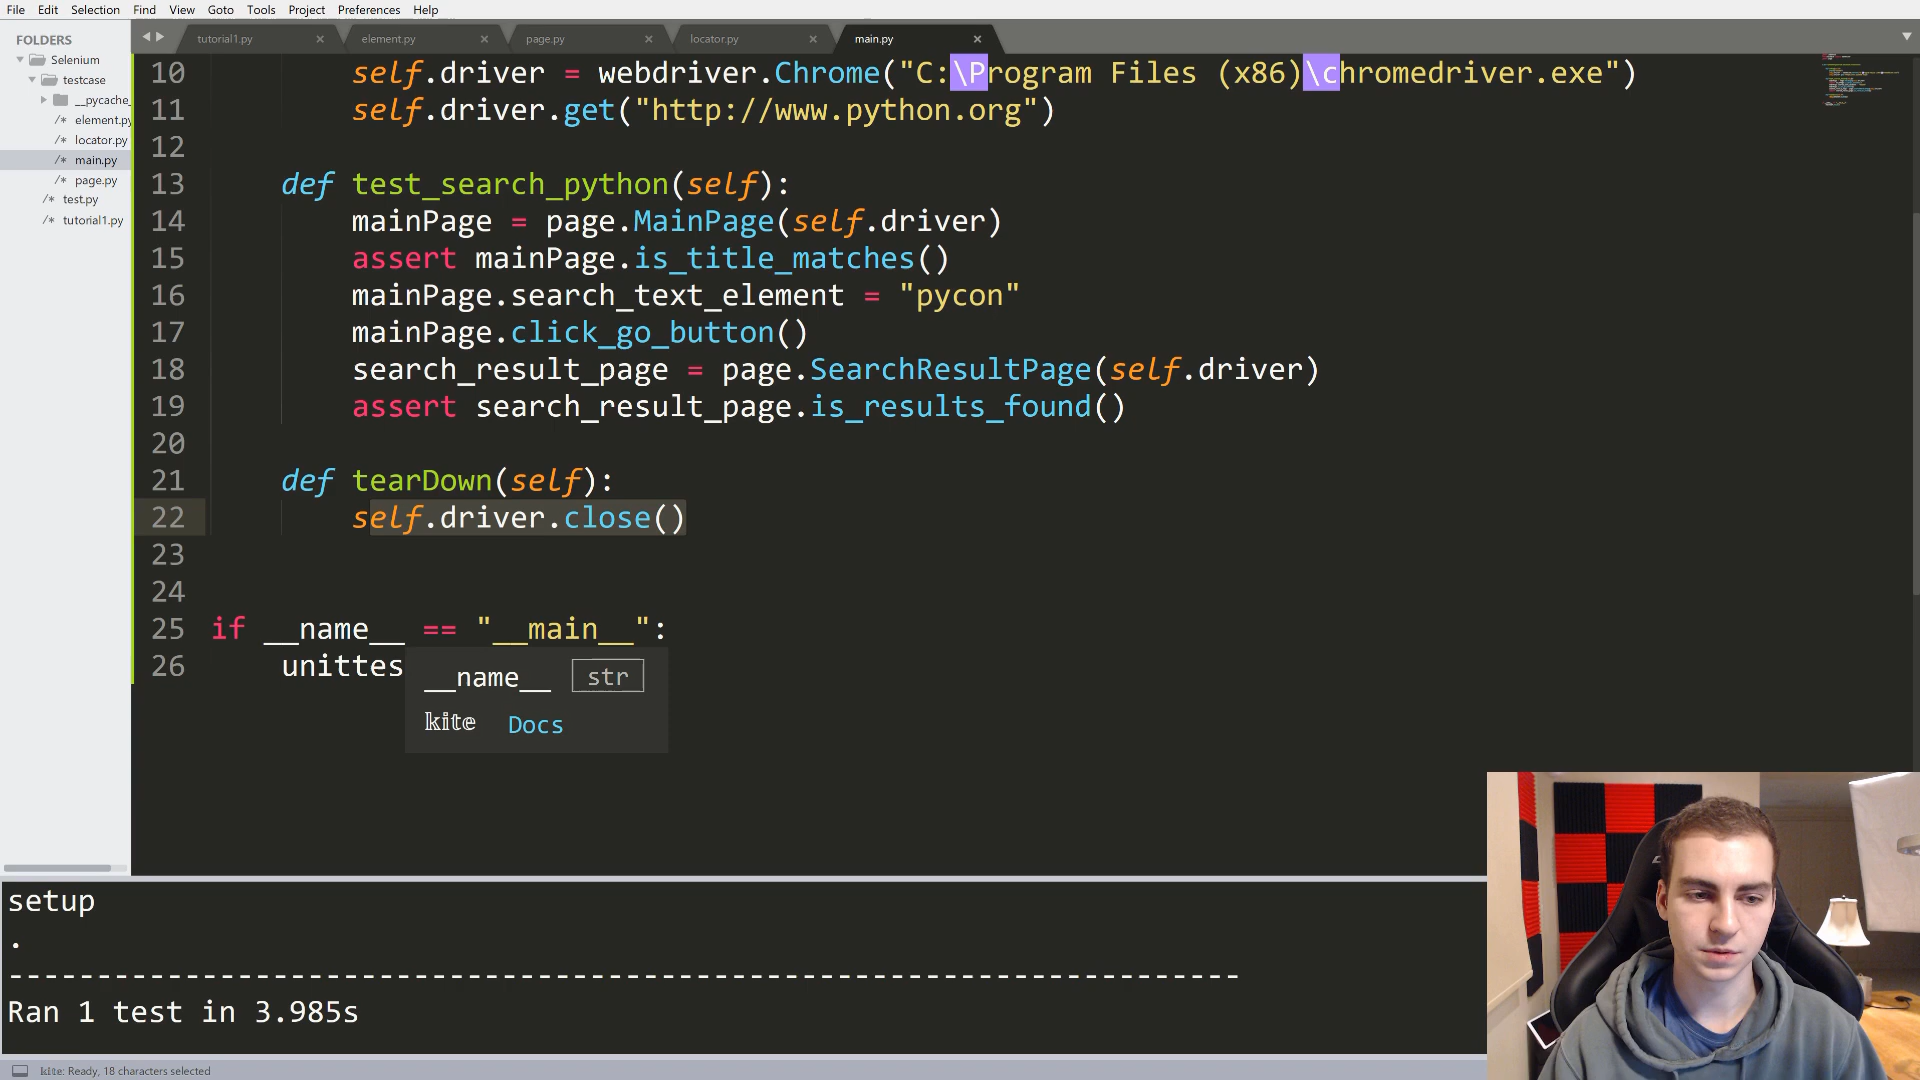 File Edit Selection Find View Goto Tools Project Preferences Help
FOLDERS
Selenium
testcase
__pycache_
/* element.py
/* locator.py
/* main.py
/* page.py
/* test.py
/* tutorial1.py
tutorial1.py × element.py × page.py × locator.py × main.py ×
10 self.driver = webdriver.Chrome("C:\Program Files (x86)\chromedriver.exe")
11 self.driver.get("http://www.python.org")
12
13 def test_search_python(self):
14 mainPage = page.MainPage(self.driver)
15 assert mainPage.is_title_matches()
16 mainPage.search_text_element = "pycon"
17 mainPage.click_go_button()
18 search_result_page = page.SearchResultPage(self.driver)
19 assert search_result_page.is_results_found()
20
21 def tearDown(self):
22 self.driver.close()
23
24
25 if __name__ == "__main__":
26 unittes
__name__ str
kite Docs
setup
.
----------------------------------------------------------------------
Ran 1 test in 3.985s
kite: Ready, 18 characters selected